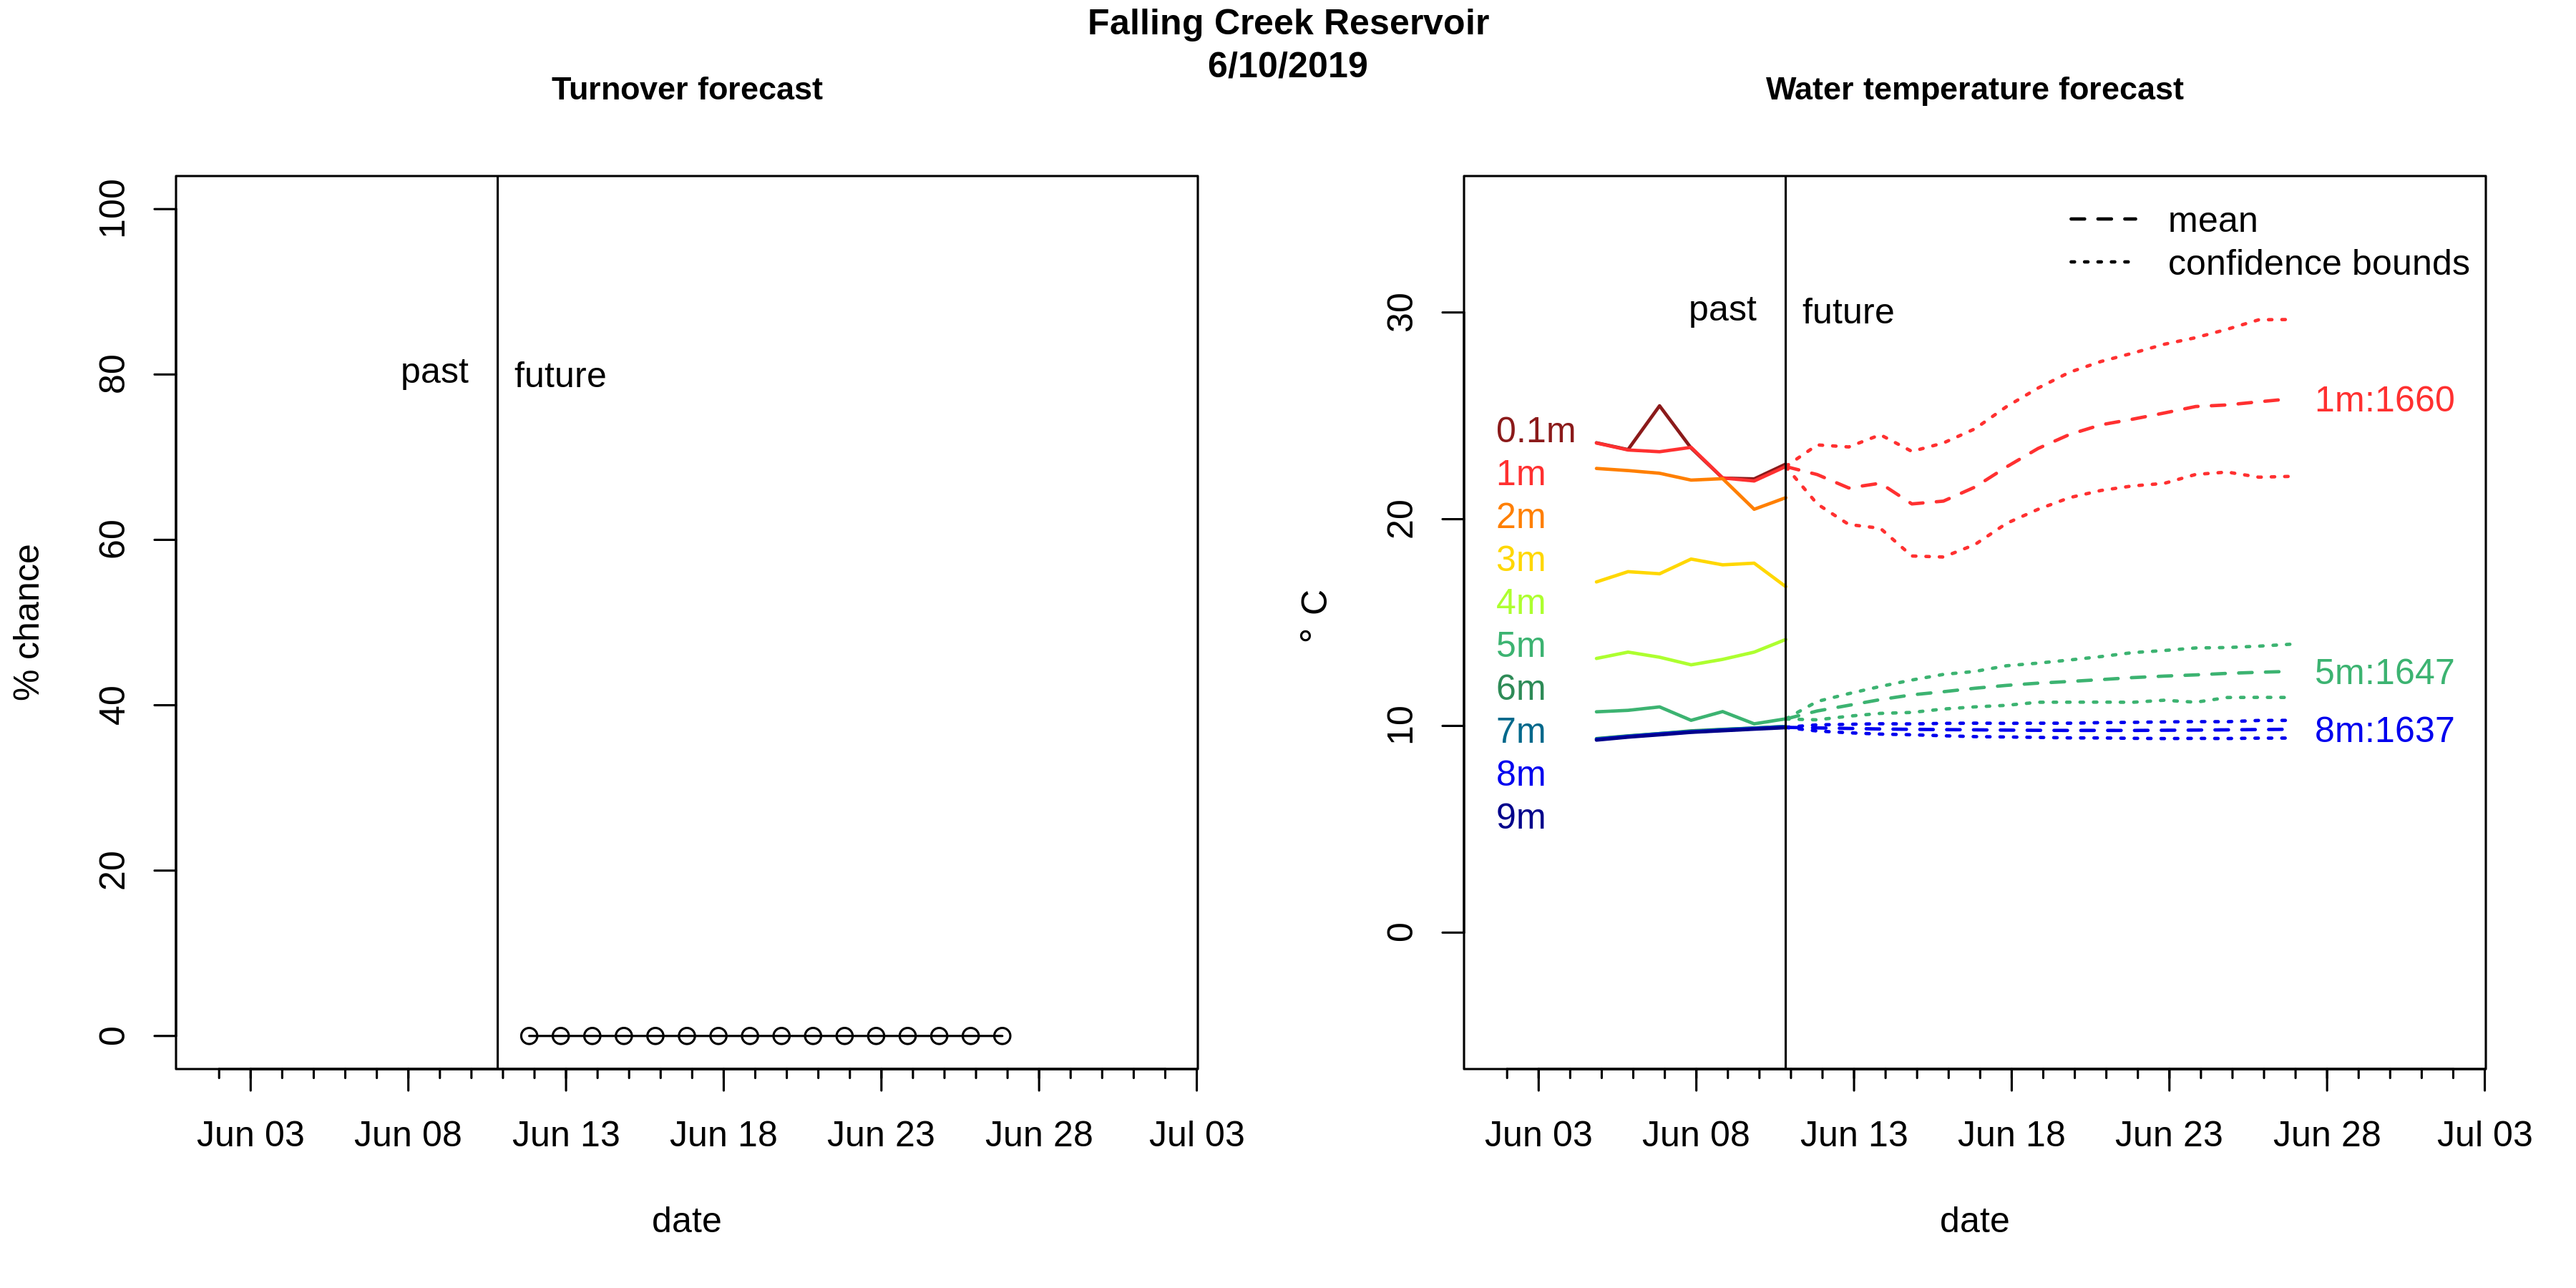 Falling Creek Reservoir
6/10/2019
Turnover forecast
% chance
100
80
60
40
20
0
past
future
Jun 03
Jun 08
Jun 13
Jun 18
Jun 23
Jun 28
Jul 03
date
Water temperature forecast
° C
30
20
10
0
mean
confidence bounds
past
future
0.1m
1m
2m
3m
4m
5m
6m
7m
8m
9m
1m:1660
5m:1647
8m:1637
Jun 03
Jun 08
Jun 13
Jun 18
Jun 23
Jun 28
Jul 03
date